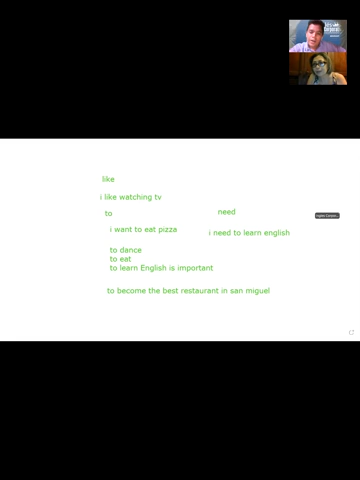 like
i like watching tv
to
need
i want to eat pizza
i need to learn english
to dance
to eat
to learn English is important
to become the best restaurant in san miguel